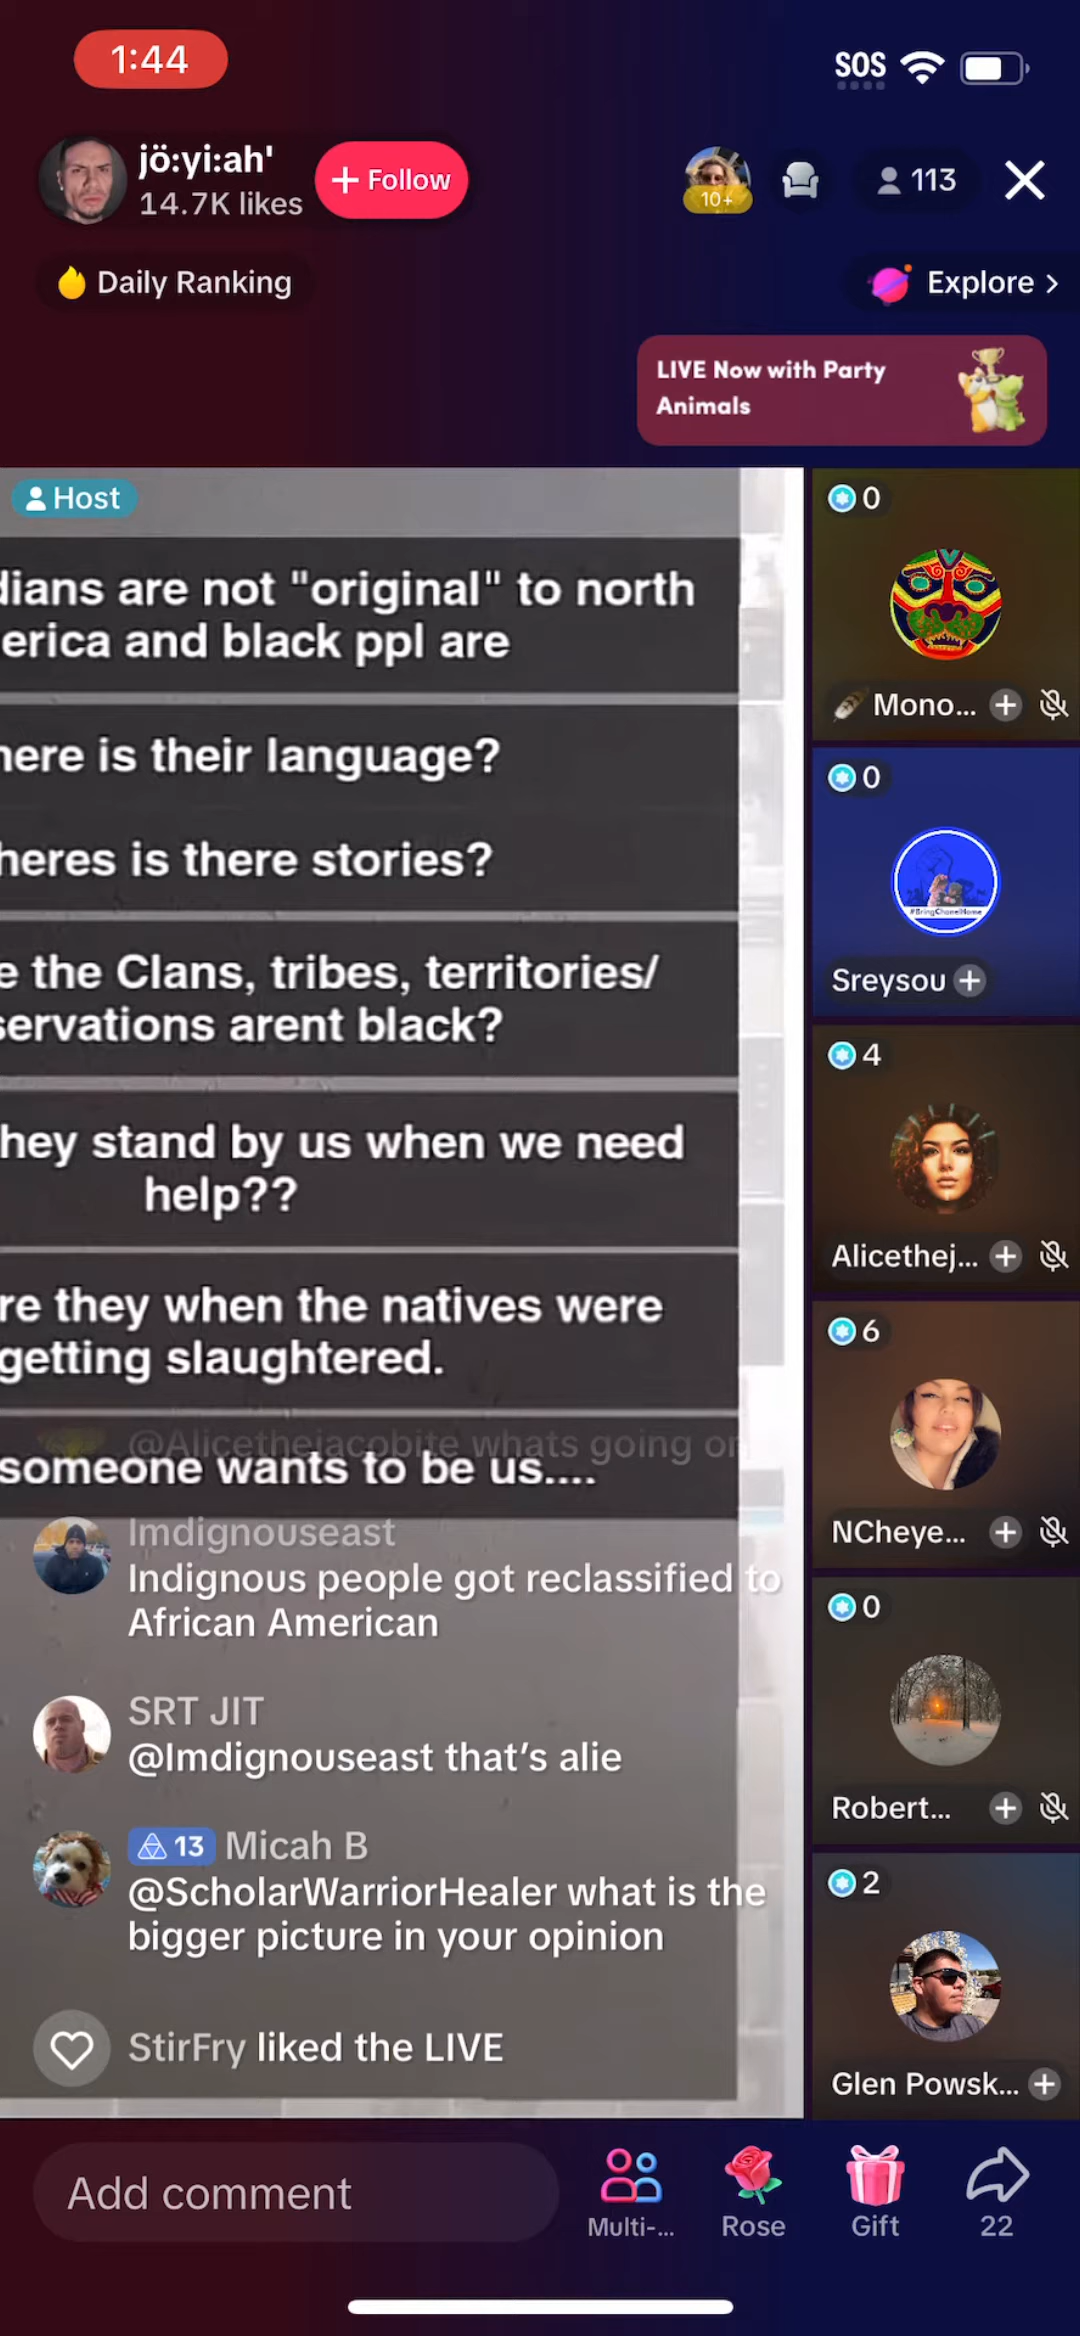 1:44
SOS
jö:yi:ah'
14.7K likes
+ Follow
10+
113
Daily Ranking
Explore >
LIVE Now with Party
Animals
Host
dians are not "original" to north
erica and black ppl are
here is their language?
heres is there stories?
e the Clans, tribes, territories/
servations arent black?
hey stand by us when we need
help??
re they when the natives were
getting slaughtered.
@Alicethejacobite whats going on
someone wants to be us....
Imdignouseast
Indignous people got reclassified to
African American
SRT JIT
@Imdignouseast that's alie
13 Micah B
@ScholarWarriorHealer what is the
bigger picture in your opinion
StirFry liked the LIVE
0
Mono...
0
#BringChanelHome
Sreysou
4
Alicethej...
6
NCheye...
0
Robert...
2
Glen Powsk...
Add comment
Multi-...
Rose
Gift
22